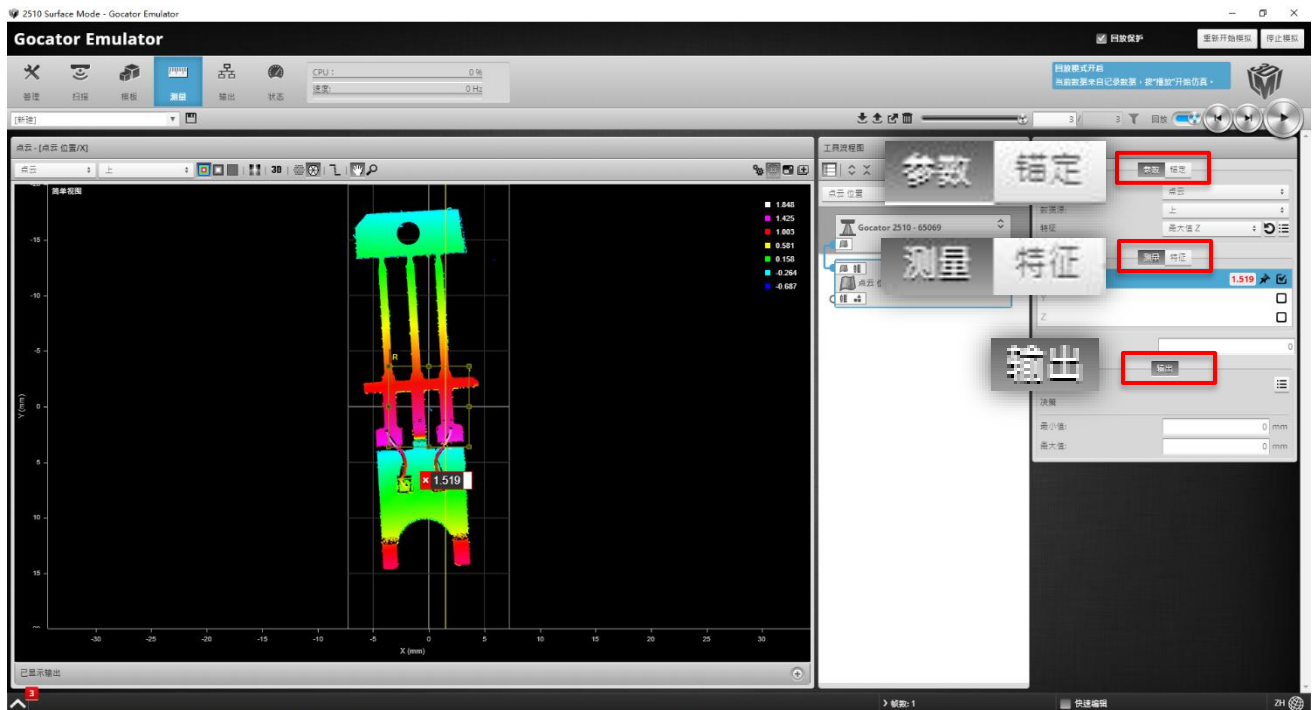 2510 Surface Mode - Gocator Emulator
Gocator Emulator
回放保护
重新开始模拟
停止模拟
管理
扫描
模板
测量
输出
状态
CPU :
0 %
速度:
0 Hz
回放模式开启
当前数据来自记录数据，按"播放"开始仿真。
[新建]
3 /
3
回放
点云 - [点云 位置/X]
点云
上
3D
简单视图
1.848
1.425
1.003
0.581
0.158
-0.264
-0.687
-15
-10
-5
0
5
10
15
Y (mm)
R
1.519
-30
-25
-20
-15
-10
-5
0
5
10
15
20
25
30
X (mm)
已显示输出
工具流程图
点云 位置
Gocator 2510 - 65069
点云 位
参数 锚定
参数 锚定
点云
数据源:
上
特征
最大值 Z
测量 特征
测量 特征
1.519
Y
Z
0
输出
输出
决策
最小值:
0 mm
最大值:
0 mm
3
帧数: 1
快速编辑
ZH